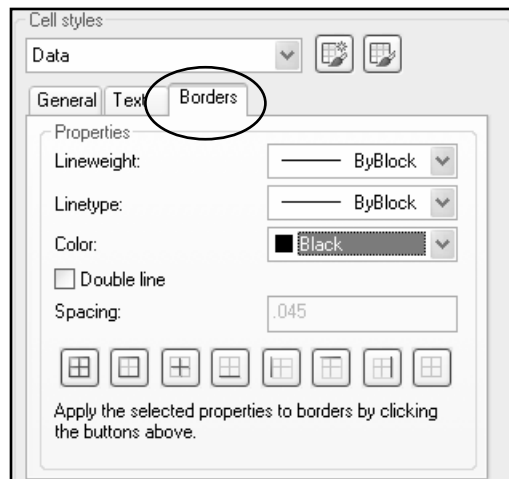 Cell styles
Data
General Text Borders
Properties
Lineweight: ByBlock
Linetype: ByBlock
Color: Black
Double line
Spacing: .045
Apply the selected properties to borders by clicking
the buttons above.